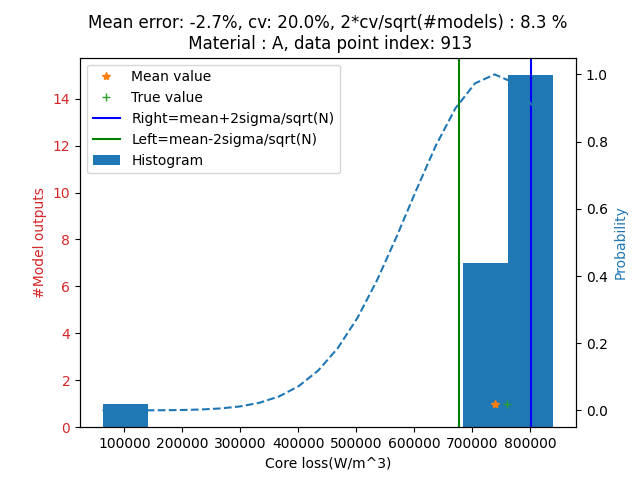 Mean error: -2.7%, cv: 20.0%, 2*cv/sqrt(#models) : 8.3 %
Material : A, data point index: 913
Mean value
True value
Right=mean+2sigma/sqrt(N)
Left=mean-2sigma/sqrt(N)
Histogram
#Model outputs
14
12
10
8
6
4
2
0
1.0
0.8
0.6
0.4
0.2
0.0
Probability
100000 200000 300000 400000 500000 600000 700000 800000
Core loss(W/m^3)